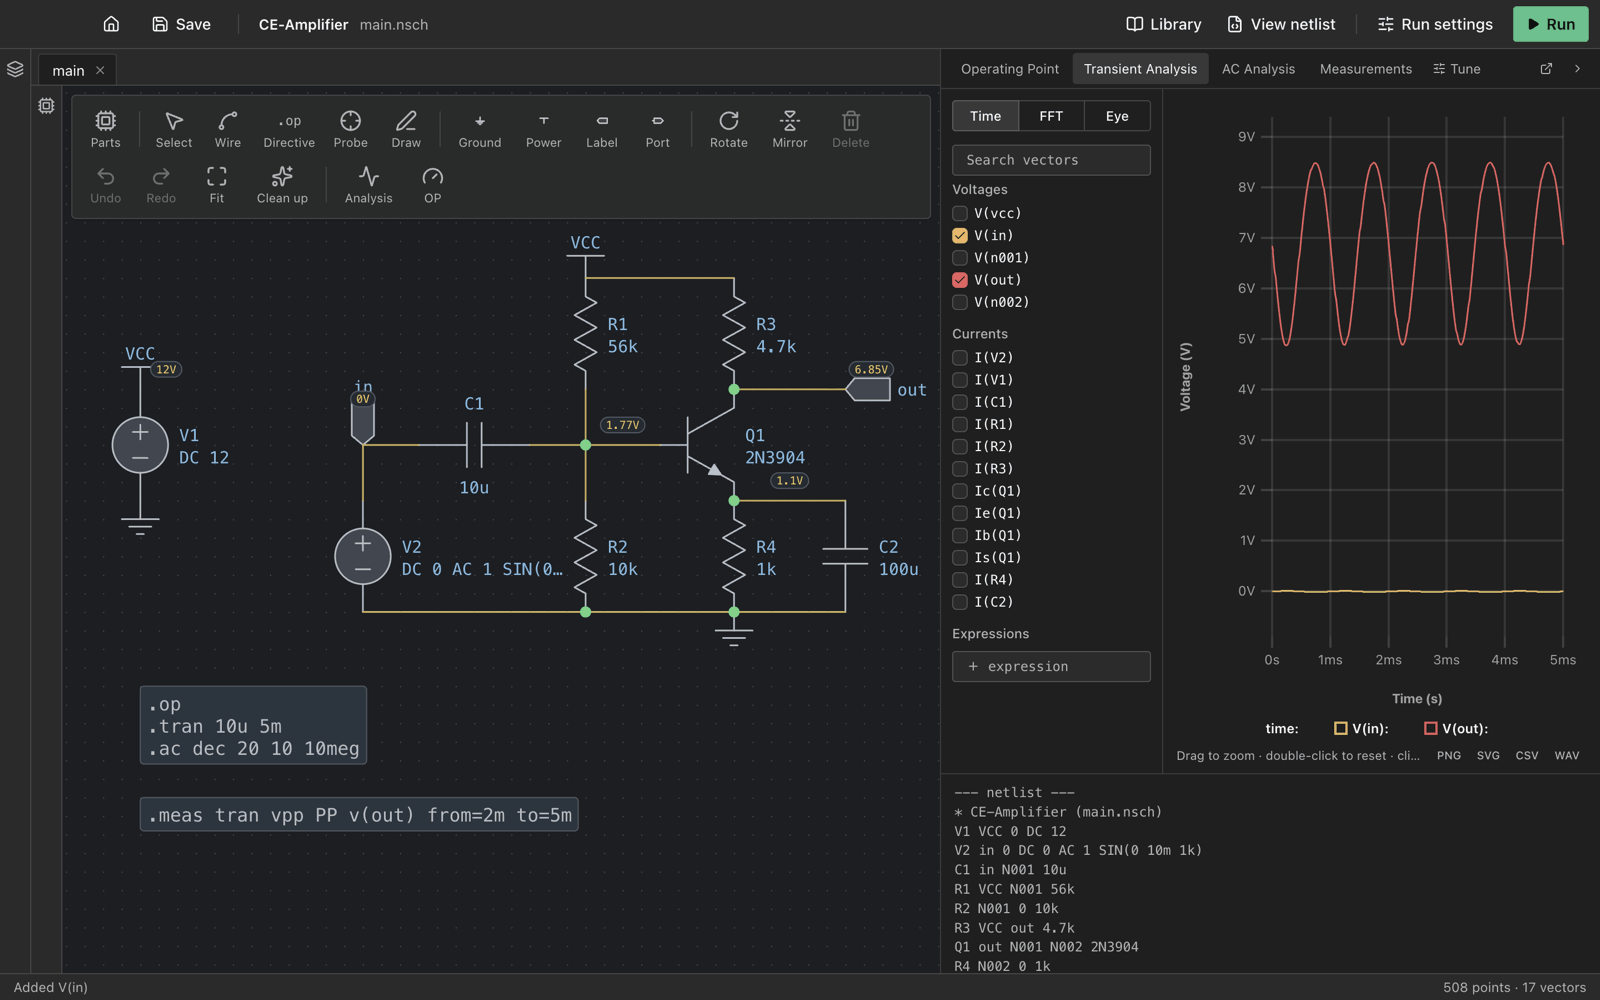 Save
CE-Amplifier main.nsch
Library
View netlist
Run settings
Run
main
Parts
Select
Wire
.op
Directive
Probe
Draw
Ground
Power
Label
Port
Rotate
Mirror
Delete
Undo
Redo
Fit
Clean up
Analysis
OP
VCC
R1
56k
R3
4.7k
VCC
12V
V1
DC 12
in
0V
C1
10u
1.77V
6.85V
out
Q1
2N3904
1.1V
V2
DC 0 AC 1 SIN(0…
R2
10k
R4
1k
C2
100u
.op
.tran 10u 5m
.ac dec 20 10 10meg
.meas tran vpp PP v(out) from=2m to=5m
Operating Point
Transient Analysis
AC Analysis
Measurements
Tune
Time
FFT
Eye
Search vectors
Voltages
V(vcc)
V(in)
V(n001)
V(out)
V(n002)
Currents
I(V2)
I(V1)
I(C1)
I(R1)
I(R2)
I(R3)
Ic(Q1)
Ie(Q1)
Ib(Q1)
Is(Q1)
I(R4)
I(C2)
Expressions
+ expression
9V
8V
7V
6V
5V
4V
3V
2V
1V
0V
Voltage (V)
0s
1ms
2ms
3ms
4ms
5ms
Time (s)
time:
V(in):
V(out):
Drag to zoom · double-click to reset · cli…
PNG
SVG
CSV
WAV
--- netlist ---
* CE-Amplifier (main.nsch)
V1 VCC 0 DC 12
V2 in 0 DC 0 AC 1 SIN(0 10m 1k)
C1 in N001 10u
R1 VCC N001 56k
R2 N001 0 10k
R3 VCC out 4.7k
Q1 out N001 N002 2N3904
R4 N002 0 1k
Added V(in)
508 points · 17 vectors